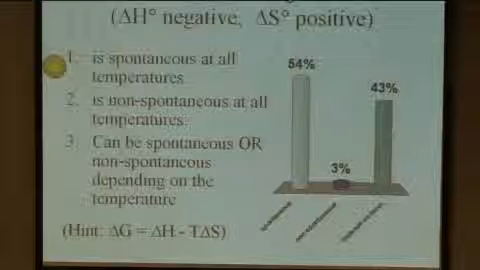 (ΔH° negative, ΔS° positive)
1. is spontaneous at all
temperatures
2. is non-spontaneous at all
temperatures.
3. Can be spontaneous OR
non-spontaneous
depending on the
temperature
(Hint: ΔG = ΔH - TΔS)
54%
3%
43%